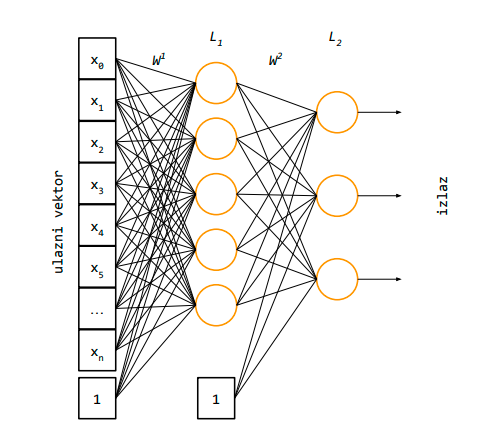 L₁
L₂
W¹
W²
x₀
x₁
x₂
x₃
x₄
x₅
...
xₙ
1
1
ulazni vektor
izlaz